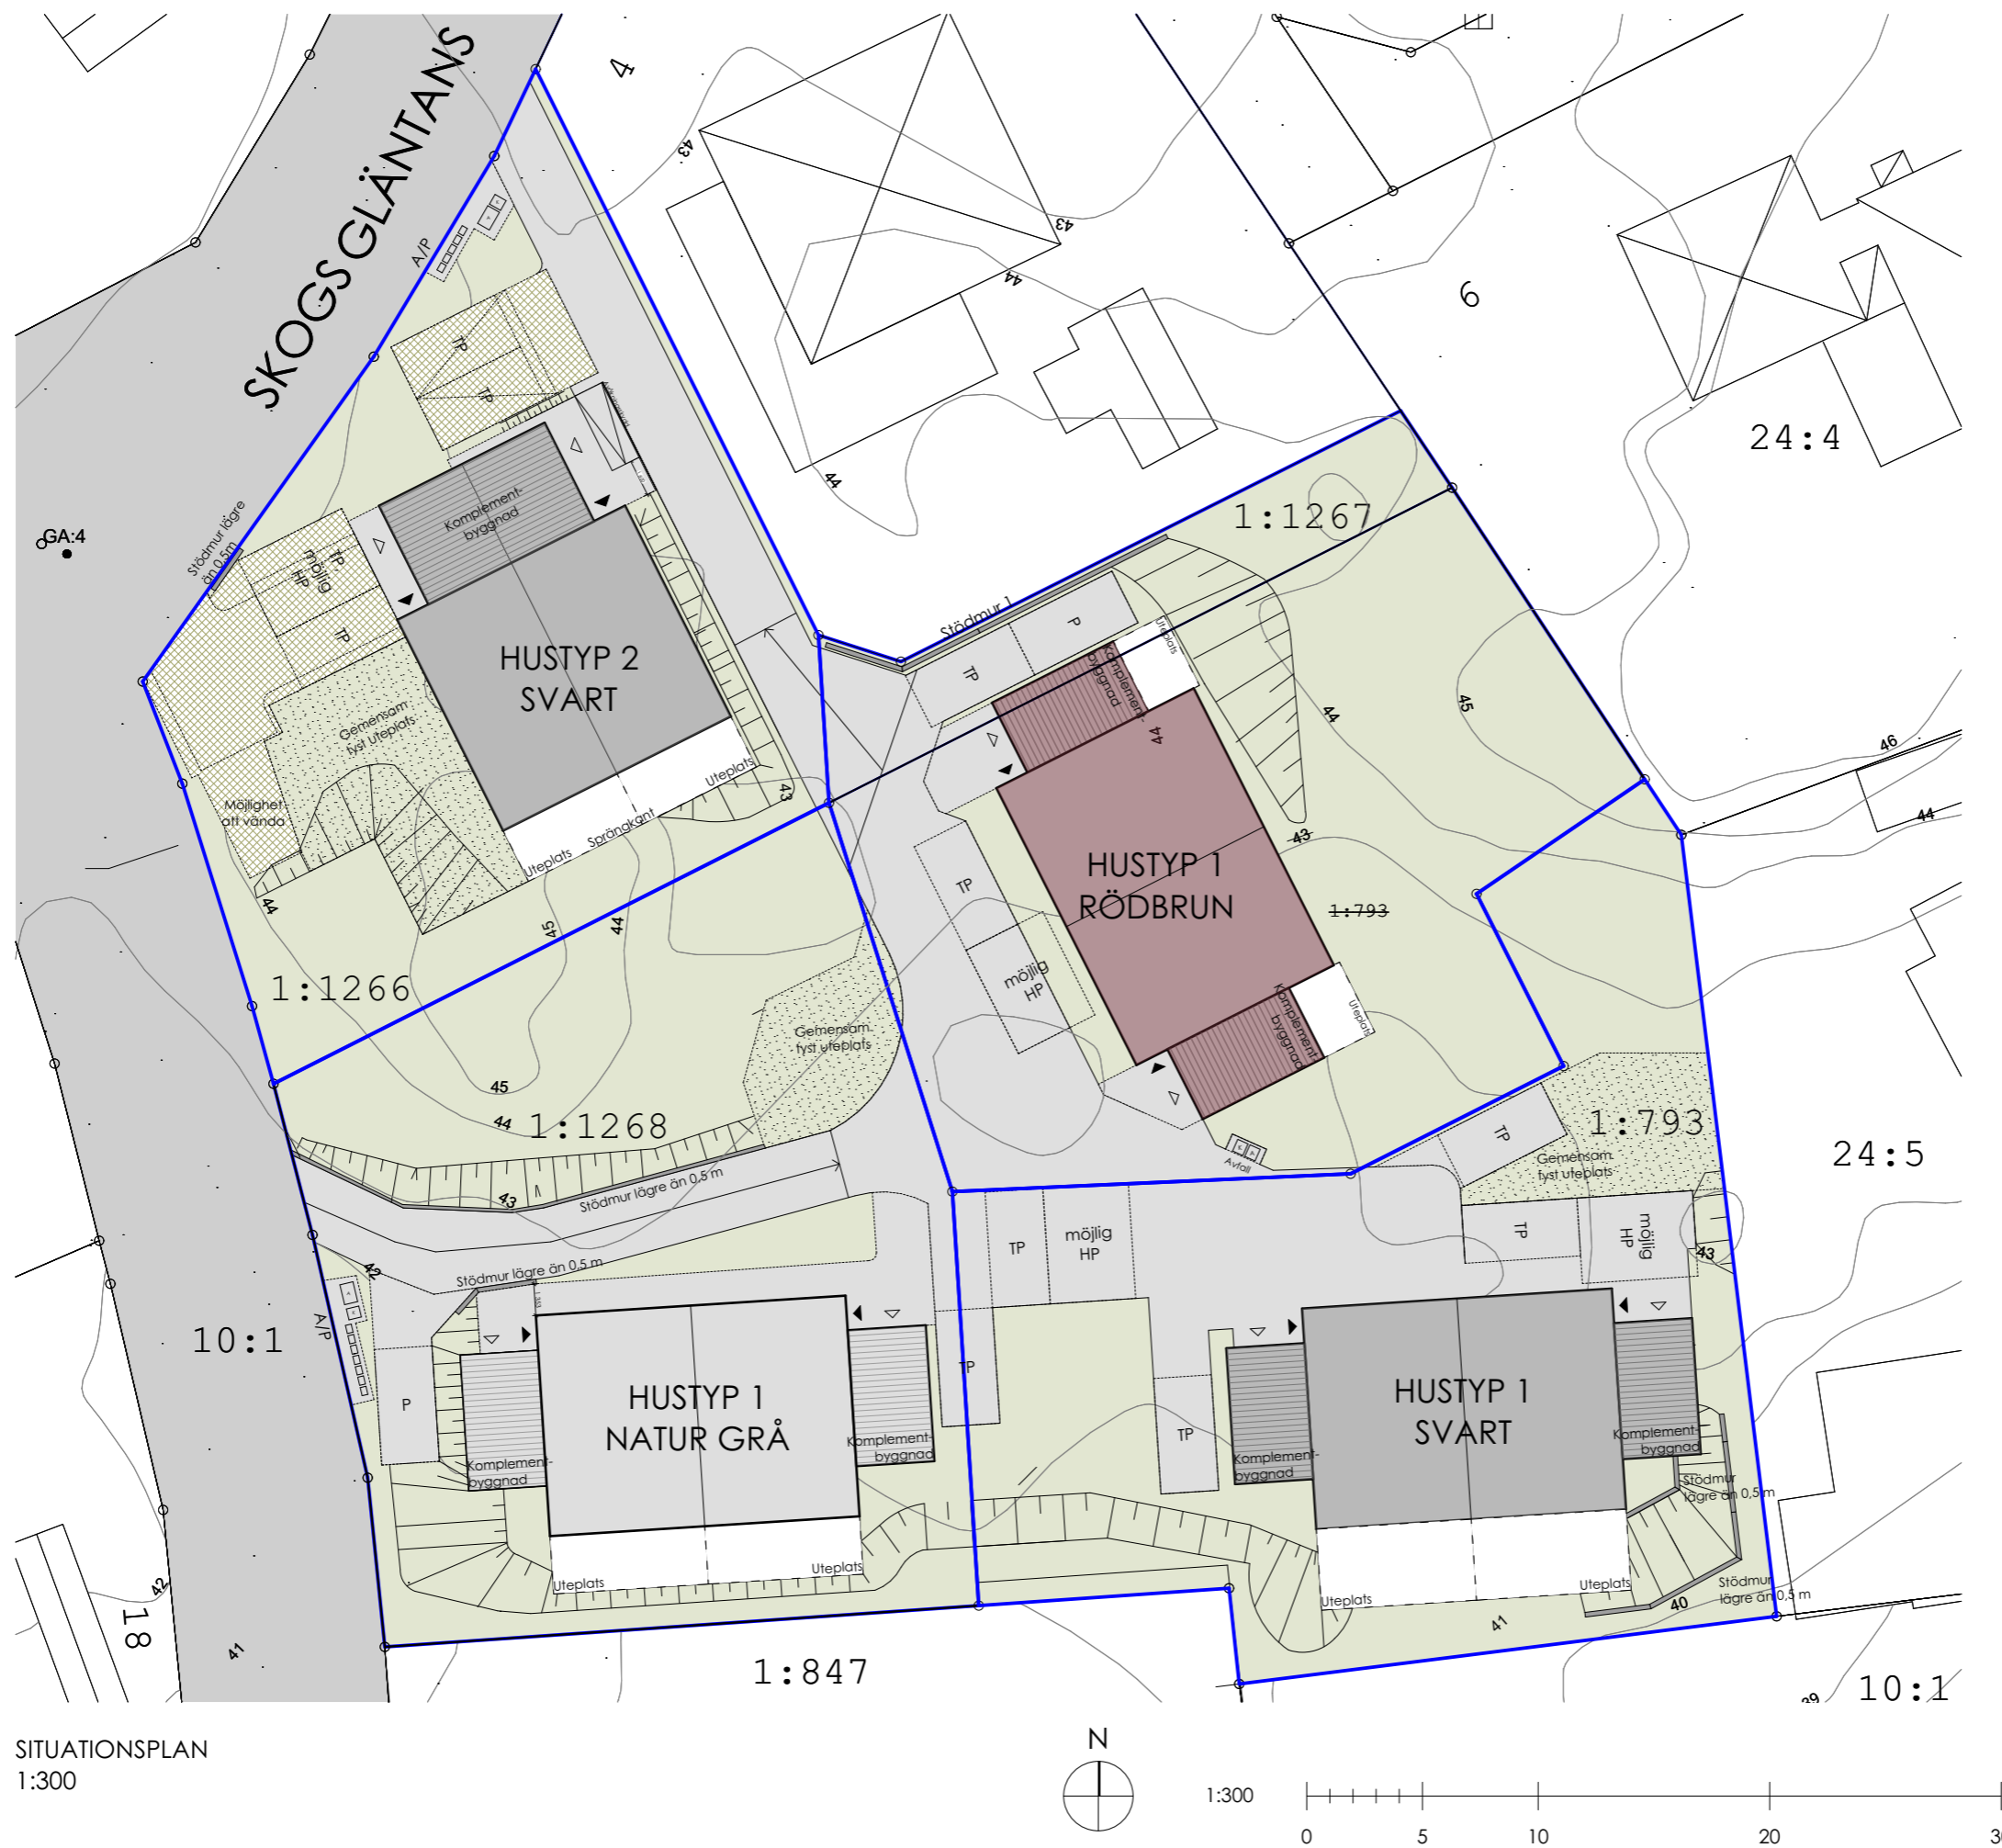 SKOGSGLÄNTANS
4
43
43
44
6
24:4
A/P
TP
TP
44
GA:4
Stödmur lägre
än 0,5m
Komplement-
byggnad
1:1267
TP
möjlig
HP
TP
HUSTYP 2
SVART
Stödmur 1
P
TP
Uteplats
Komplement-
byggnad
44
44
45
46
44
Gemensam
tyst uteplats
Möjlighet
att vända
Uteplats
Sprängkant
Uteplats
43
44
45
44
43
HUSTYP 1
RÖDBRUN
1:793
TP
möjlig
HP
1:1266
Komplement-
byggnad
Uteplats
Gemensam
tyst uteplats
45
44
1:1268
43
Stödmur lägre än 0,5 m
Avfall
TP
1:793
Gemensam
tyst uteplats
24:5
42
Stödmur lägre än 0,5 m
A/P
10:1
TP
möjlig
HP
TP
möjlig
HP
43
P
TP
TP
HUSTYP 1
NATUR GRÅ
Komplement-
byggnad
Komplement-
byggnad
HUSTYP 1
SVART
Komplement-
byggnad
Komplement-
byggnad
Stödmur
lägre än 0,5 m
Uteplats
Uteplats
Uteplats
Uteplats
Stödmur
lägre än 0,5 m
40
41
42
18
41
1:847
39
10:1
SITUATIONSPLAN
1:300
N
1:300
0 5 10 20